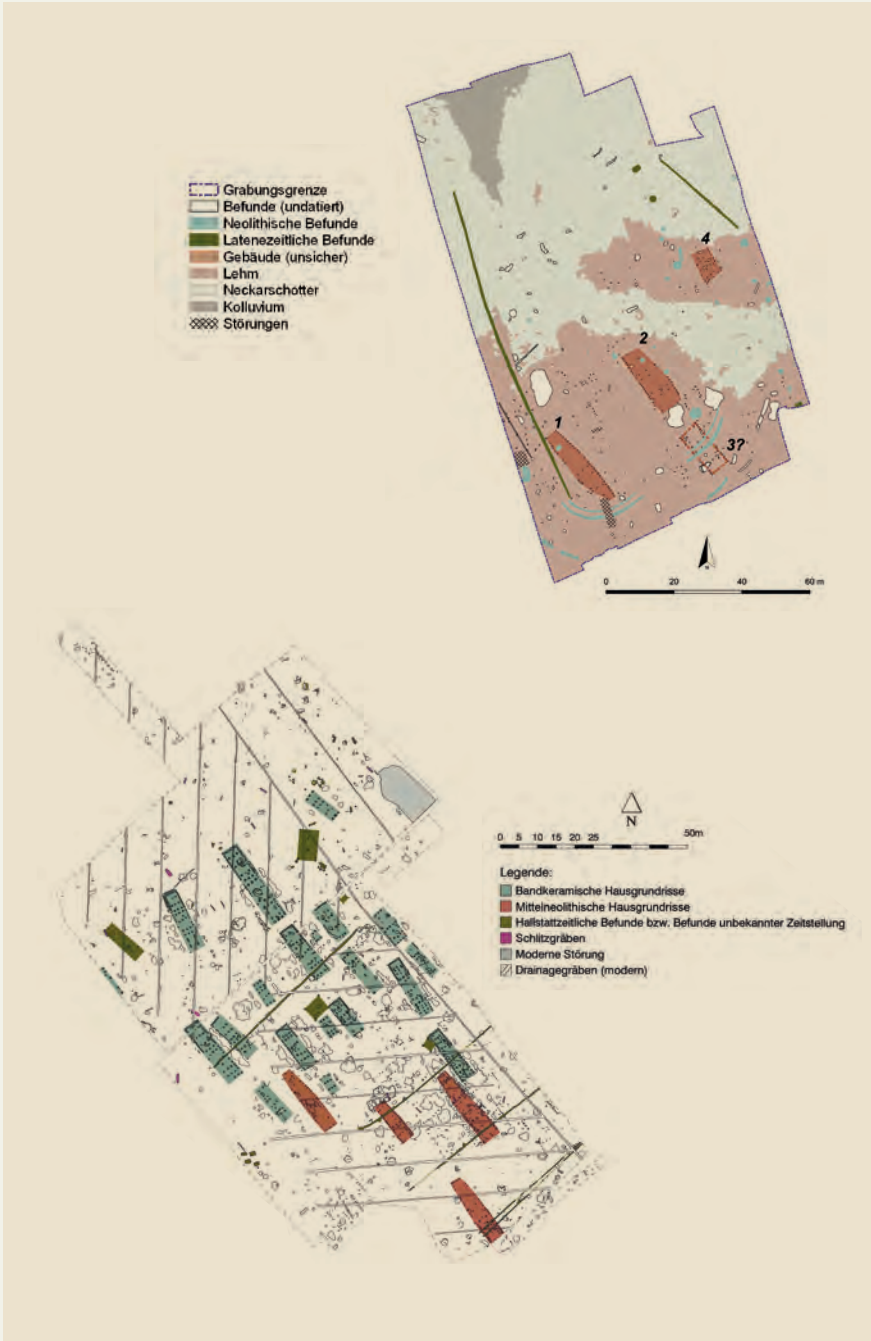 Grabungsgrenze
Befunde (undatiert)
Neolithische Befunde
Latenezeitliche Befunde
Gebäude (unsicher)
Lehm
Neckarschotter
Kolluvium
Störungen
4
2
1
3?
N
0 20 40 60 m
N
0 5 10 15 20 25 50m
Legende:
Bandkeramische Hausgrundrisse
Mittelneolithische Hausgrundrisse
Hallstattzeitliche Befunde bzw. Befunde unbekannter Zeitstellung
Schlitzgräben
Moderne Störung
Drainagegräben (modern)